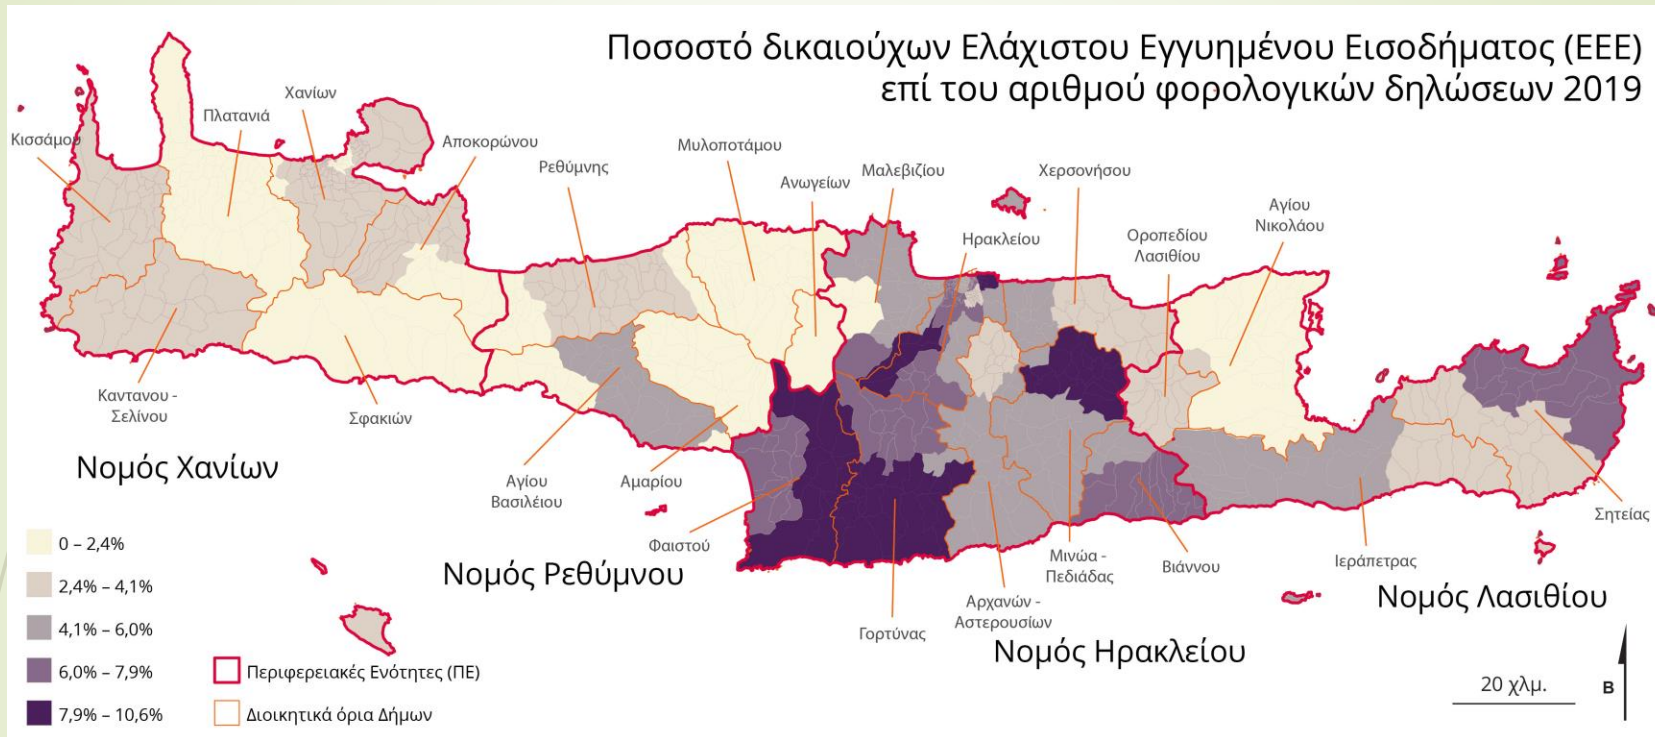 Ποσοστό δικαιούχων Ελάχιστου Εγγυημένου Εισοδήματος (ΕΕΕ)
επί του αριθμού φορολογικών δηλώσεων 2019
Κισσάμου
Πλατανιά
Χανίων
Αποκορώνου
Ρεθύμνης
Μυλοποτάμου
Ανωγείων
Μαλεβιζίου
Ηρακλείου
Χερσονήσου
Οροπεδίου
Λασιθίου
Αγίου
Νικολάου
Καντανου -
Σελίνου
Σφακιών
Αγίου
Βασιλείου
Αμαρίου
Φαιστού
Γορτύνας
Αρχανών -
Αστερουσίων
Μινώα -
Πεδιάδας
Βιάννου
Ιεράπετρας
Σητείας
Νομός Χανίων
Νομός Ρεθύμνου
Νομός Ηρακλείου
Νομός Λασιθίου
0 – 2,4%
2,4% – 4,1%
4,1% – 6,0%
6,0% – 7,9%
7,9% – 10,6%
Περιφερειακές Ενότητες (ΠΕ)
Διοικητικά όρια Δήμων
20 χλμ.
Β